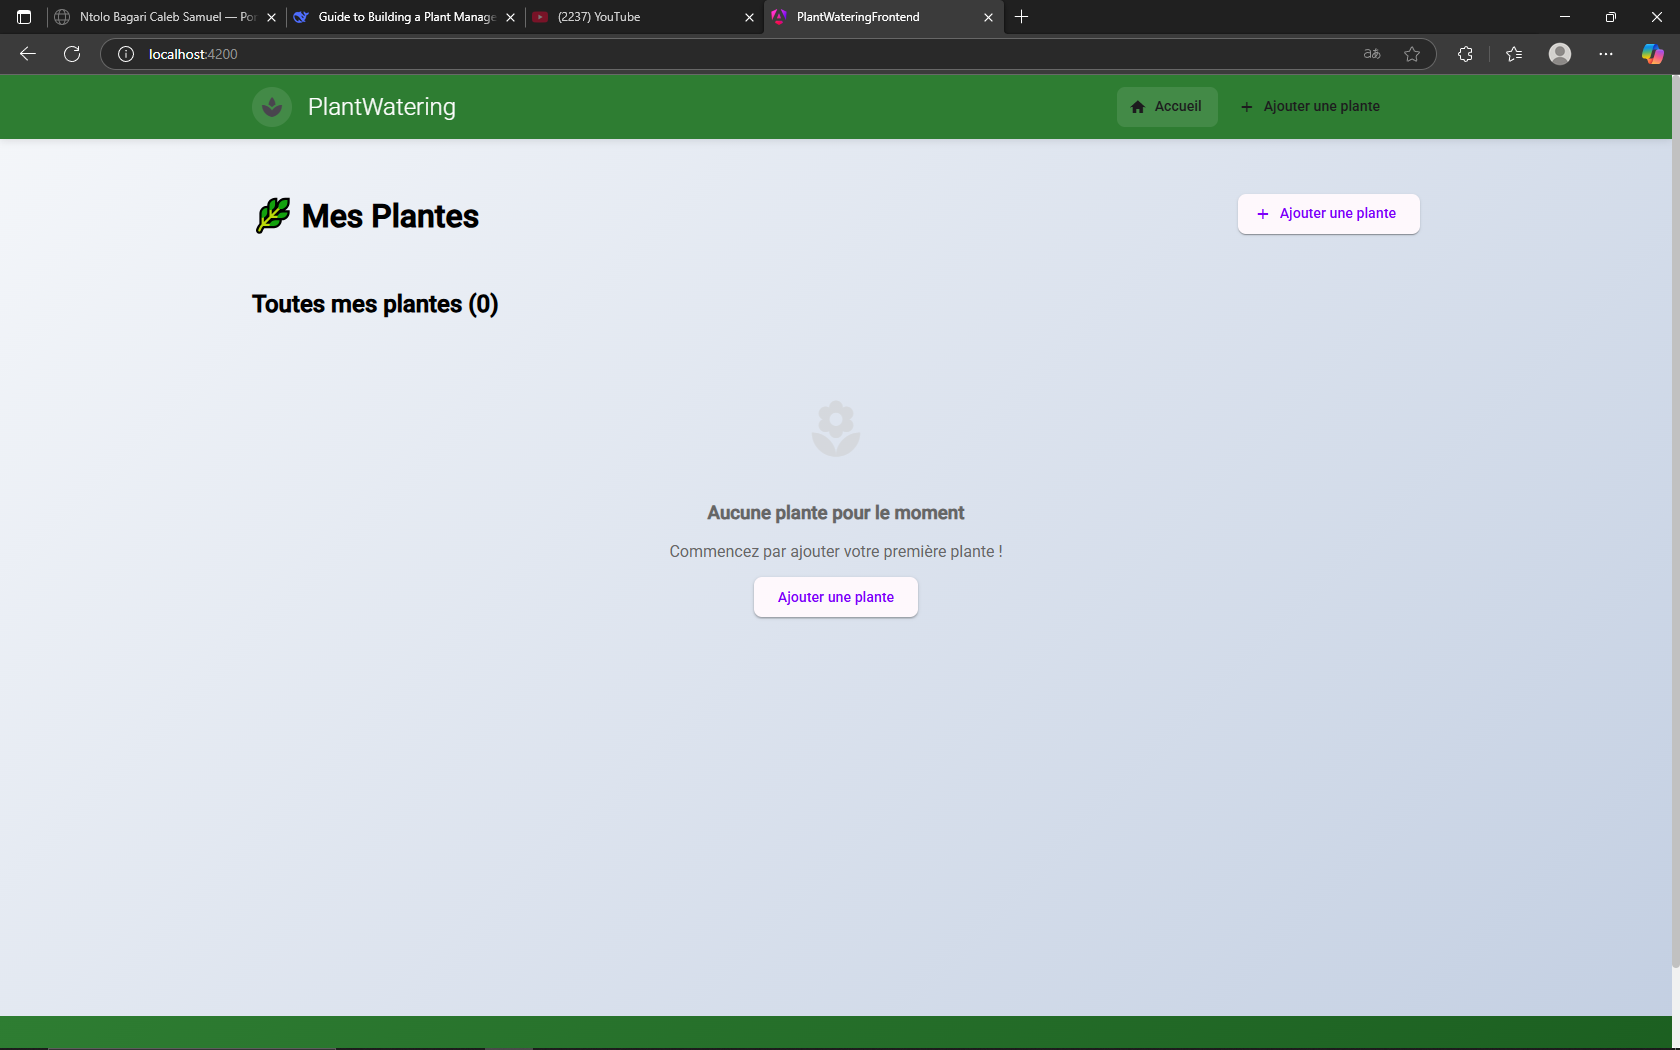 Ntolo Bagari Caleb Samuel — Por
Guide to Building a Plant Manage
(2237) YouTube
PlantWateringFrontend
localhost:4200
aあ
PlantWatering
Accueil
Ajouter une plante
Mes Plantes
Ajouter une plante
Toutes mes plantes (0)
Aucune plante pour le moment
Commencez par ajouter votre première plante !
Ajouter une plante